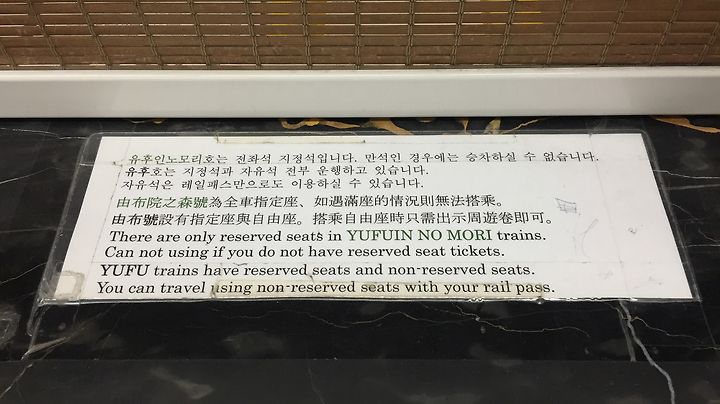 유후인노모리호는 전좌석 지정석입니다. 만석인 경우에는 승차하실 수 없습니다.
유후호는 지정석과 자유석 전부 운행하고 있습니다.
자유석은 레일패스만으로도 이용하실 수 있습니다.
由布院之森號為全車指定座、如遇滿座的情況則無法搭乘。
由布號設有指定座與自由座。搭乘自由座時只需出示周遊卷即可。
There are only reserved seats in YUFUIN NO MORI trains.
Can not using if you do not have reserved seat tickets.
YUFU trains have reserved seats and non-reserved seats.
You can travel using non-reserved seats with your rail pass.